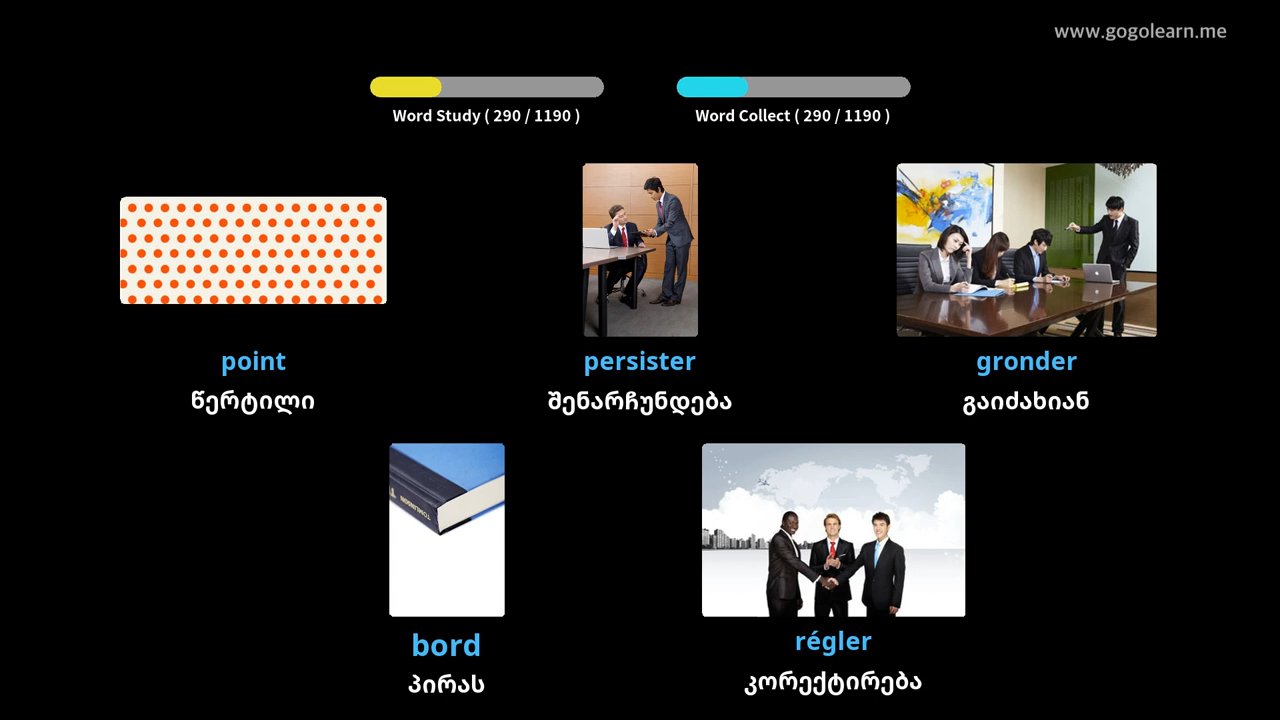 www.gogolearn.me
Word Study ( 290 / 1190 )
Word Collect ( 290 / 1190 )
point
წერტილი
persister
შენარჩუნდება
gronder
გაიძახიან
TOMLINSON
bord
პირას
régler
კორექტირება